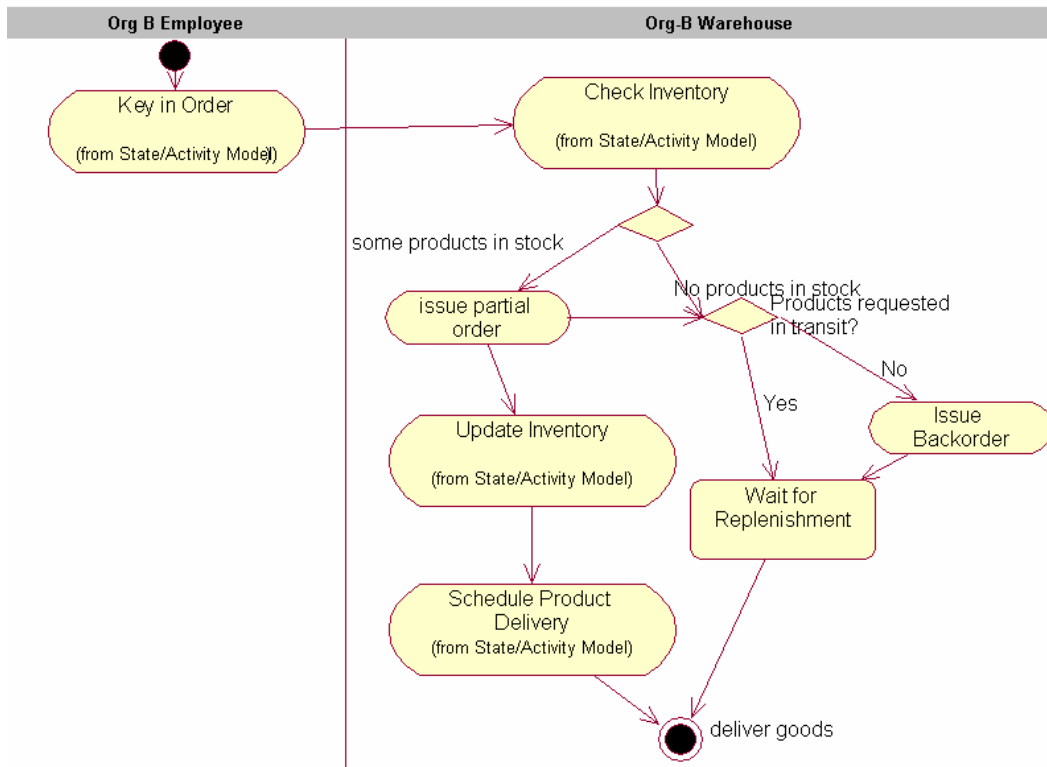 Org B Employee
Org-B Warehouse
Key in Order
(from State/Activity Model)
Check Inventory
(from State/Activity Model)
some products in stock
No products in stock
Products requested
in transit?
issue partial
order
No
Yes
Issue
Backorder
Update Inventory
(from State/Activity Model)
Wait for
Replenishment
Schedule Product
Delivery
(from State/Activity Model)
deliver goods